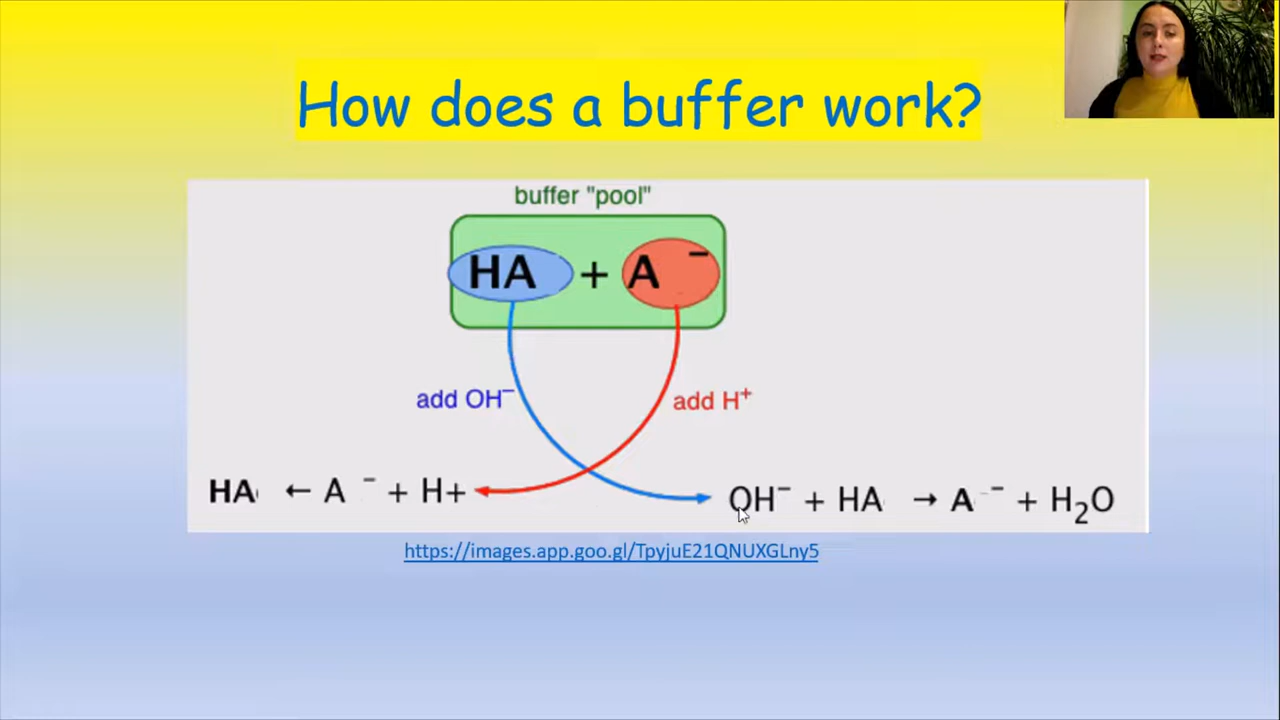 How does a buffer work?
buffer "pool"
HA + A ⁻
add OH⁻
add H⁺
HA ← A ⁻ + H+
OH⁻ + HA → A ⁻ + H₂O
https://images.app.goo.gl/TpyjuE21QNUXGLny5